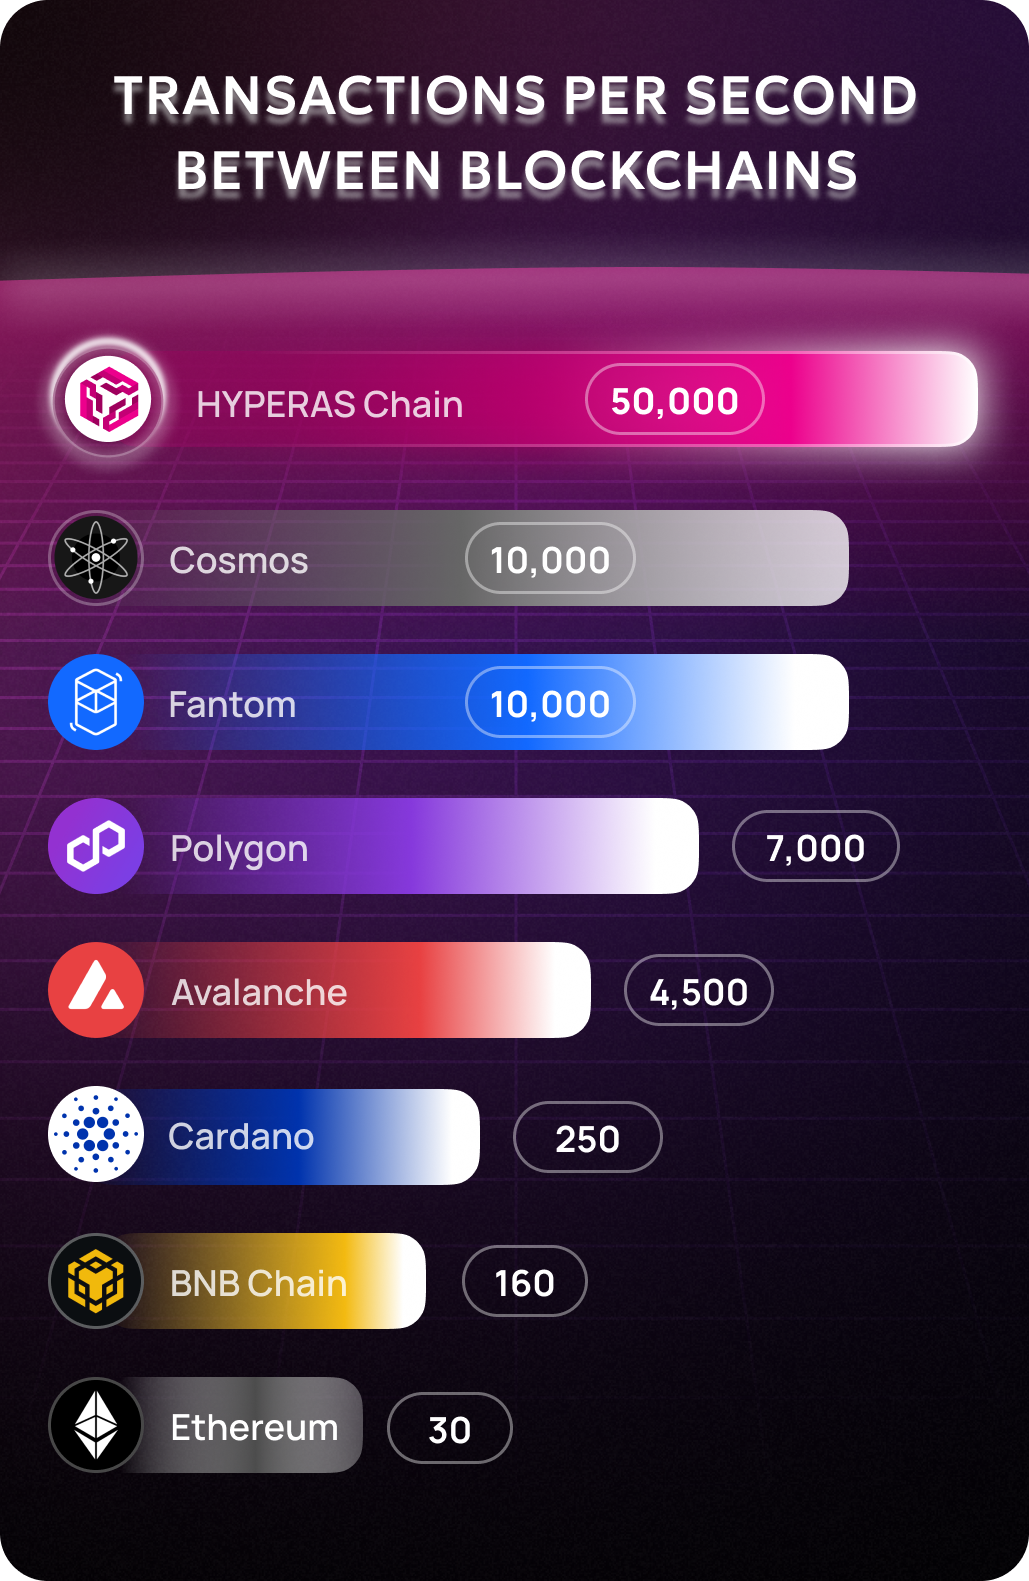 TRANSACTIONS PER SECOND
BETWEEN BLOCKCHAINS
HYPERAS Chain 50,000
Cosmos 10,000
Fantom 10,000
Polygon 7,000
Avalanche 4,500
Cardano 250
BNB Chain 160
Ethereum 30